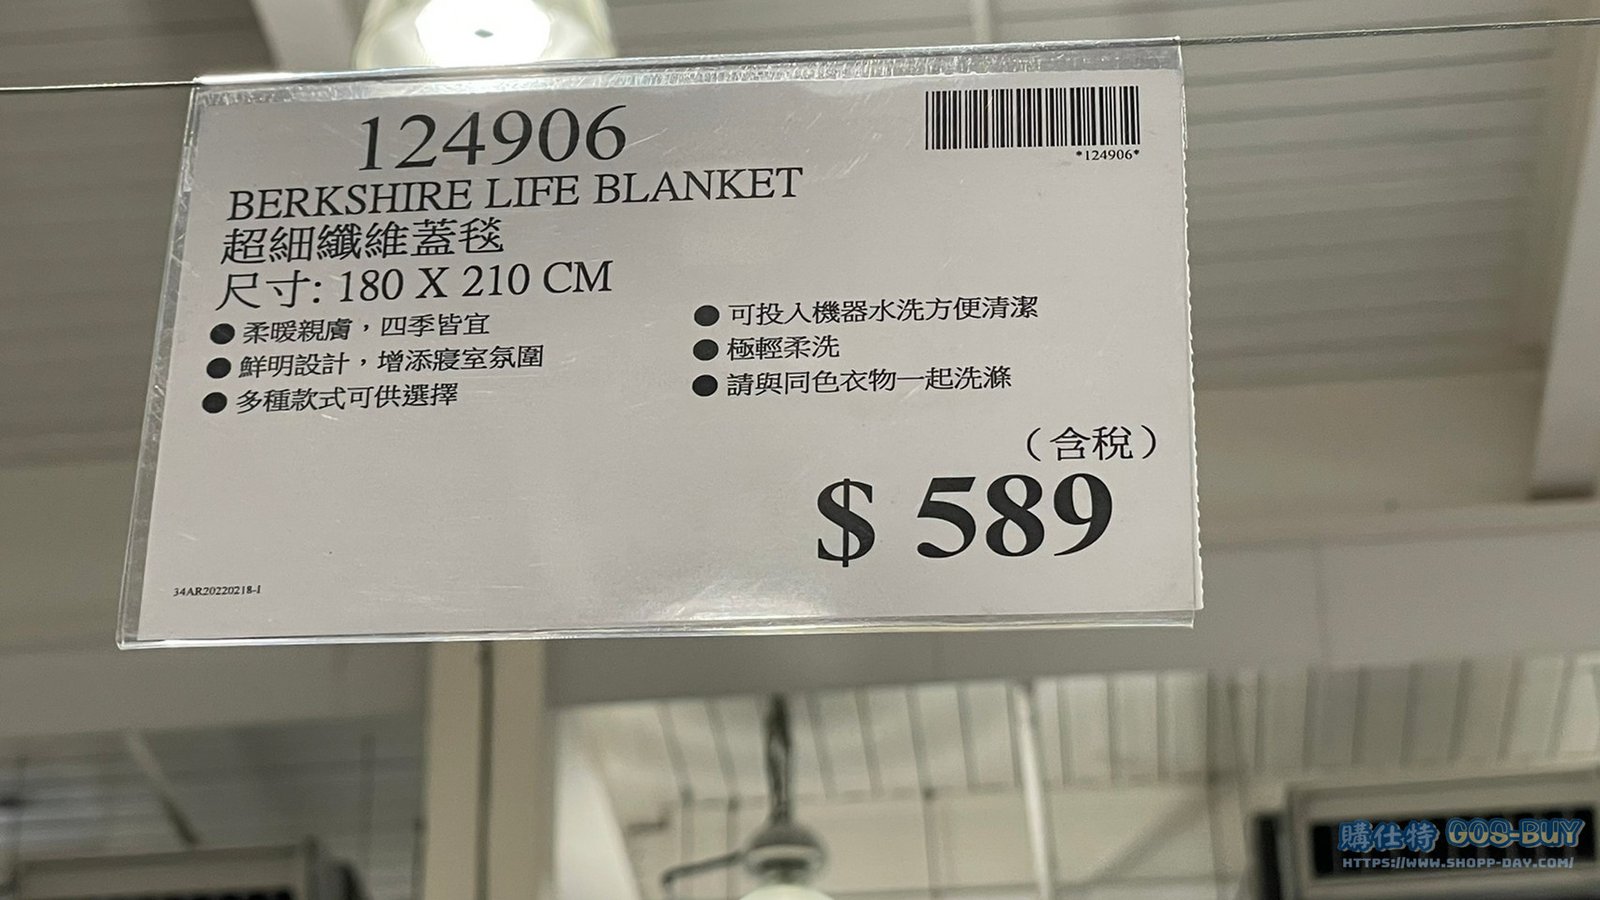 124906
*124906*
BERKSHIRE LIFE BLANKET
超細纖維蓋毯
尺寸: 180 X 210 CM
●柔暖親膚，四季皆宜
●鮮明設計，增添寢室氛圍
●多種款式可供選擇
●可投入機器水洗方便清潔
●極輕柔洗
●請與同色衣物一起洗滌
（含稅）
$ 589
34AR20220218-1
購仕特 GOS-BUY
HTTPS://WWW.SHOPP-DAY.COM/